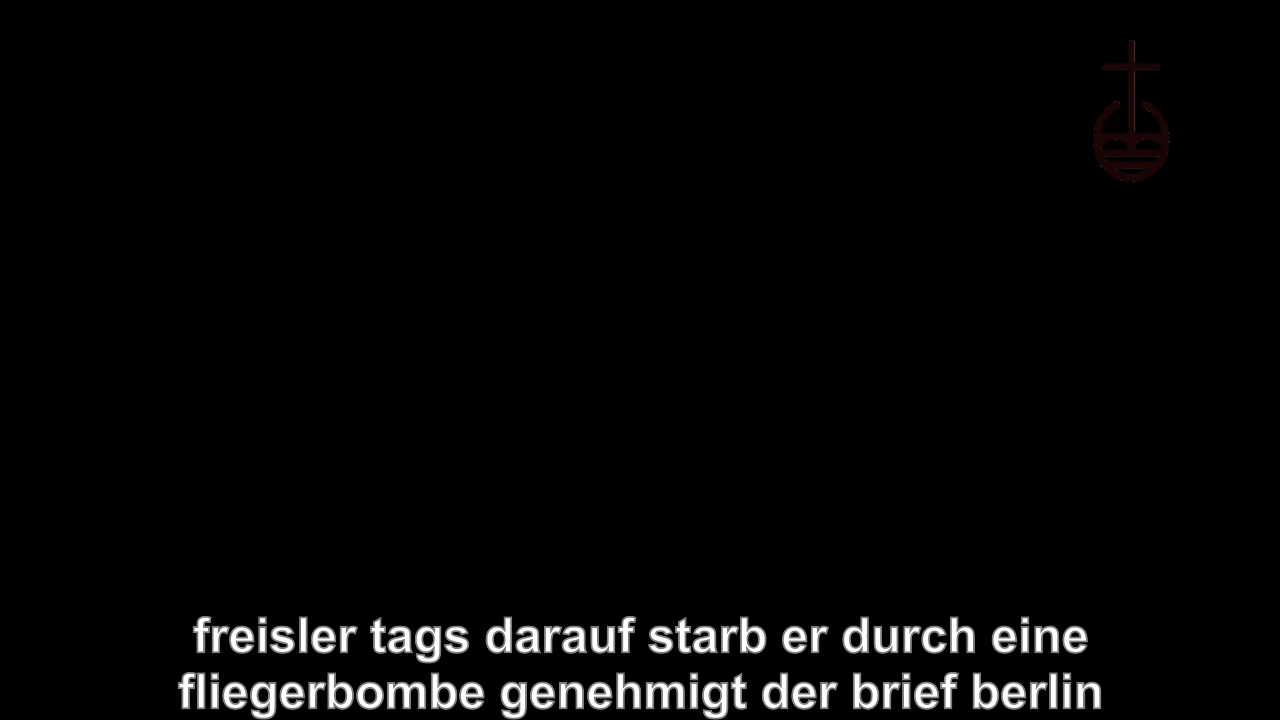 freisler tags darauf starb er durch eine
fliegerbombe genehmigt der brief berlin